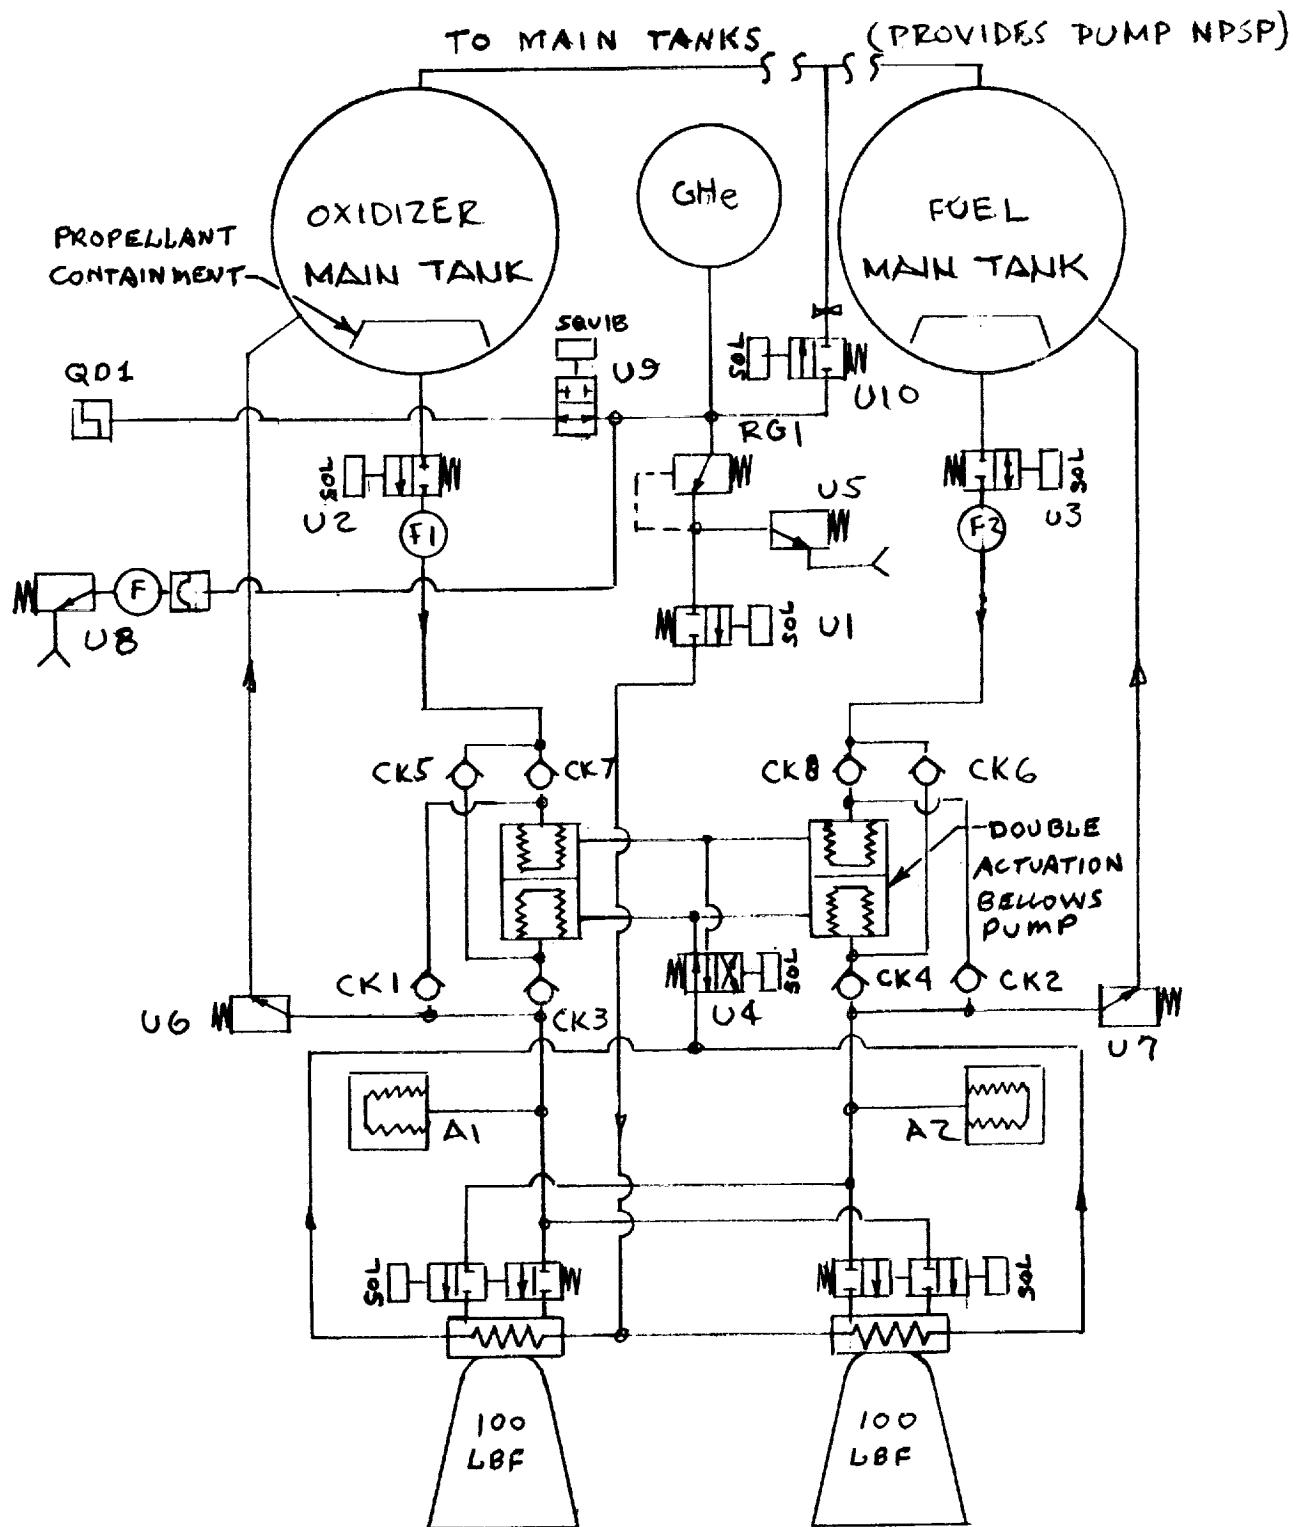 TO MAIN TANKS (PROVIDES PUMP NPSP)
OXIDIZER
MAIN TANK
GHe
FUEL
MAIN TANK
PROPELLANT
CONTAINMENT
SQUIB
U9
SOL
U10
QD1
RG1
SOL
U2
F1
U5
F2
SOL
U3
F
U8
SOL
U1
CK5
CK7
CK8
CK6
DOUBLE
ACTUATION
BELLOWS
PUMP
CK1
CK3
SOL
U4
CK4
CK2
U6
U7
A1
A2
SOL
SOL
100
LBF
100
LBF